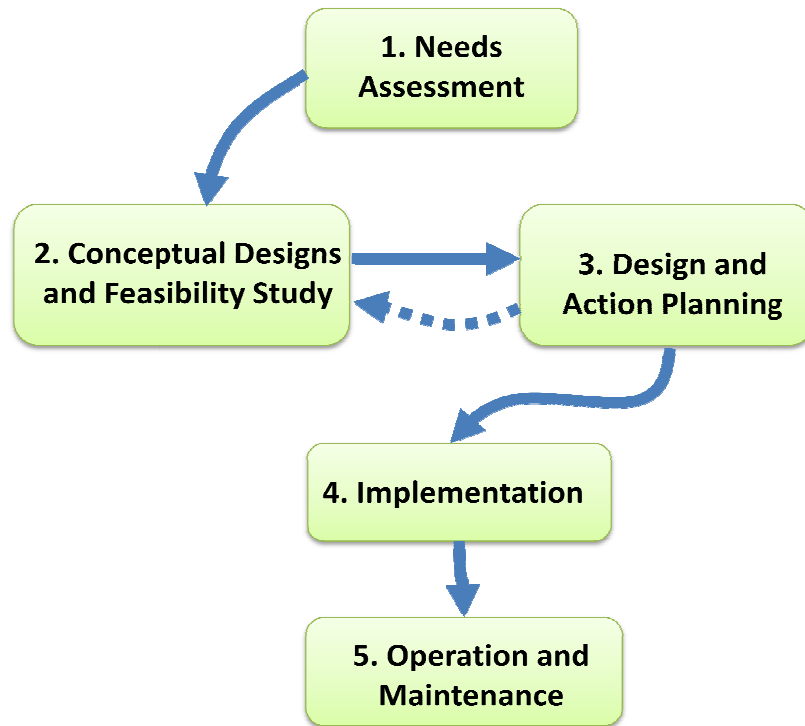 1. Needs
Assessment
2. Conceptual Designs
and Feasibility Study
3. Design and
Action Planning
4. Implementation
5. Operation and
Maintenance